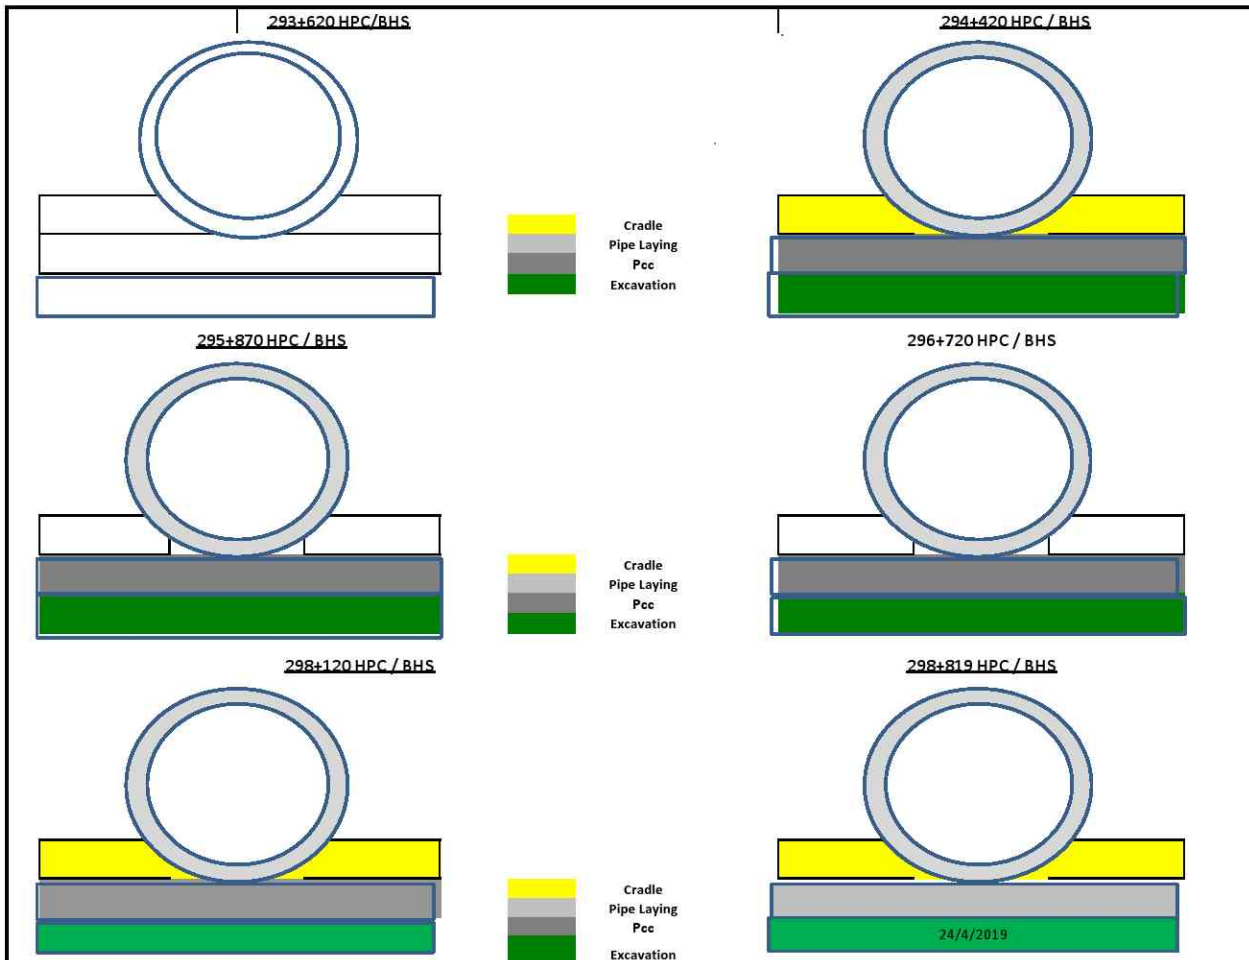 293+620 HPC/BHS
294+420 HPC / BHS
Cradle
Pipe Laying
Pcc
Excavation
295+870 HPC / BHS
296+720 HPC / BHS
Cradle
Pipe Laying
Pcc
Excavation
298+120 HPC / BHS
298+819 HPC / BHS
Cradle
Pipe Laying
Pcc
Excavation
24/4/2019